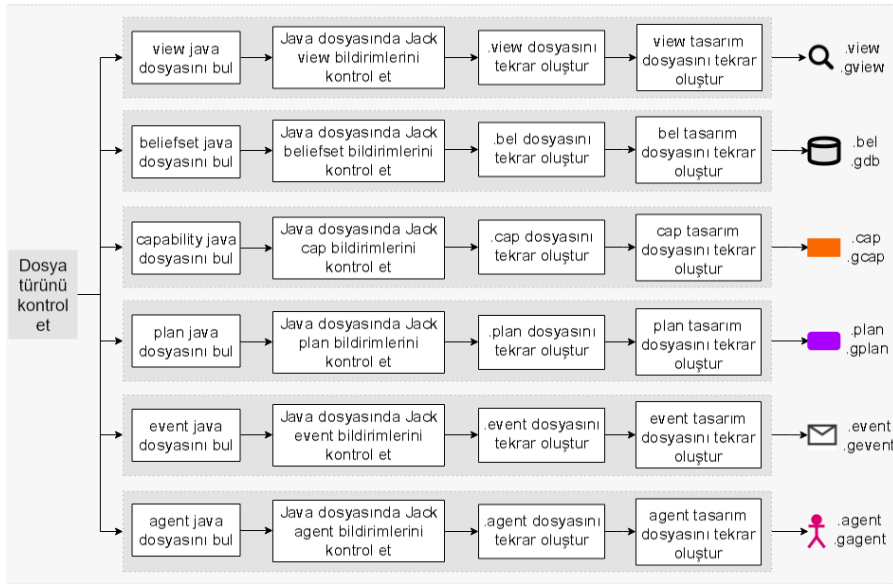 Dosya
türünü
kontrol
et
view java
dosyasını bul
Java dosyasında Jack
view bildirimlerini
kontrol et
.view dosyasını
tekrar oluştur
view tasarım
dosyasını tekrar
oluştur
.view
.gview
beliefset java
dosyasını bul
Java dosyasında Jack
beliefset bildirimlerini
kontrol et
.bel dosyasını
tekrar oluştur
bel tasarım
dosyasını tekrar
oluştur
.bel
.gdb
capability java
dosyasını bul
Java dosyasında Jack
cap bildirimlerini
kontrol et
.cap dosyasını
tekrar oluştur
cap tasarım
dosyasını tekrar
oluştur
.cap
.gcap
plan java
dosyasını bul
Java dosyasında Jack
plan bildirimlerini
kontrol et
.plan dosyasını
tekrar oluştur
plan tasarım
dosyasını tekrar
oluştur
.plan
.gplan
event java
dosyasını bul
Java dosyasında Jack
event bildirimlerini
kontrol et
.event dosyasını
tekrar oluştur
event tasarım
dosyasını tekrar
oluştur
.event
.gevent
agent java
dosyasını bul
Java dosyasında Jack
agent bildirimlerini
kontrol et
.agent dosyasını
tekrar oluştur
agent tasarım
dosyasını tekrar
oluştur
.agent
.gagent